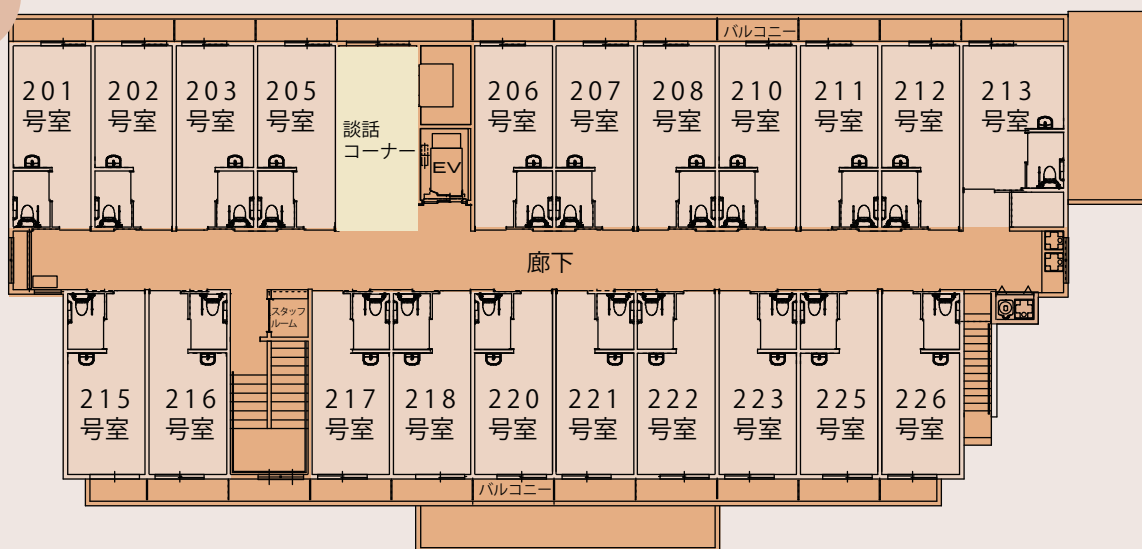 バルコニー
201
号室
202
号室
203
号室
205
号室
談話
コーナー
EV
206
号室
207
号室
208
号室
210
号室
211
号室
212
号室
213
号室
廊下
スタッフ
ルーム
215
号室
216
号室
217
号室
218
号室
220
号室
221
号室
222
号室
223
号室
225
号室
226
号室
バルコニー